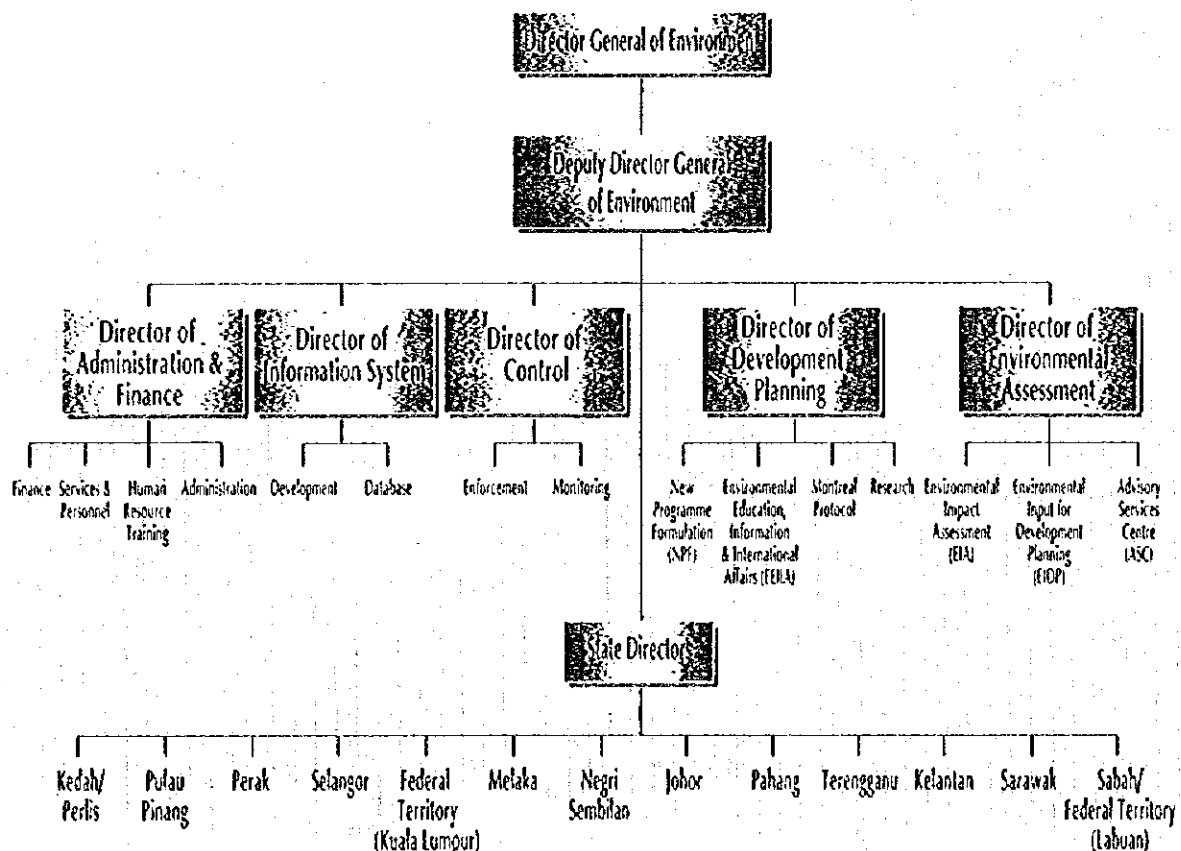 Director General of Environment
Deputy Director General
of Environment
Director of
Administration &
Finance
Director of
Information System
Director of
Control
Director of
Development
Planning
Director of
Environmental
Assessment
Finance
Services &
Personnel
Human
Resource
Training
Administration
Development
Database
Enforcement
Monitoring
New
Programme
Formulation
(NPF)
Environmental
Education,
Information
& International
Affairs (EEIIA)
Montreal
Protocol
Research
Environmental
Impact
Assessment
(EIA)
Environmental
Input for
Development
Planning
(EIDP)
Advisory
Services
Centre
(ASC)
State Directors
Kedah/
Perlis
Pulau
Pinang
Perak
Selangor
Federal
Territory
(Kuala Lumpur)
Melaka
Negri
Sembilan
Johor
Pahang
Terengganu
Kelantan
Sarawak
Sabah/
Federal Territory
(Labuan)